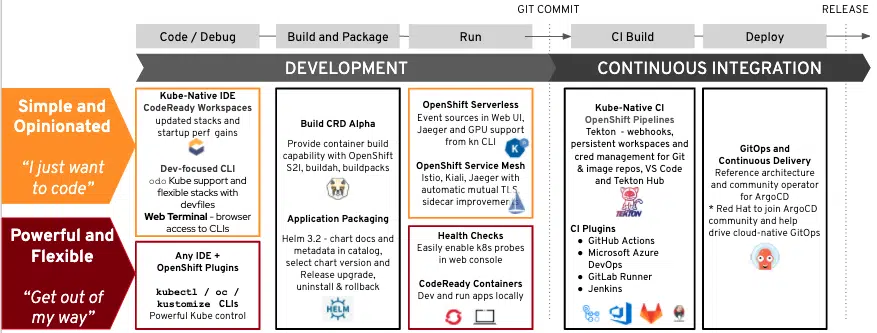 GIT COMMIT
RELEASE
Code / Debug
Build and Package
Run
CI Build
Deploy
DEVELOPMENT
CONTINUOUS INTEGRATION
Simple and
Opinionated
“I just want
to code”
Powerful and
Flexible
“Get out of
my way”
Kube-Native IDE
CodeReady Workspaces
updated stacks and
startup perf gains
Dev-focused CLI
odo Kube support and
flexible stacks with
devfiles
Web Terminal – browser
access to CLIs
Any IDE +
OpenShift Plugins
kubectl / oc /
kustomize CLIs
Powerful Kube control
Build CRD Alpha
Provide container build
capability with OpenShift
S2I, buildah, buildpacks
Application Packaging
Helm 3.2 - chart docs and
metadata in catalog,
select chart version and
Release upgrade,
uninstall & rollback
HELM
OpenShift Serverless
Event sources in Web UI,
Jaeger and GPU support
from kn CLI
OpenShift Service Mesh
Istio, Kiali, Jaeger with
automatic mutual TLS
sidecar improvement
Health Checks
Easily enable k8s probes
in web console
CodeReady Containers
Dev and run apps locally
Kube-Native CI
OpenShift Pipelines
Tekton - webhooks,
persistent workspaces and
cred management for Git
& image repos, VS Code
and Tekton Hub
TEKTON
CI Plugins
● GitHub Actions
● Microsoft Azure
DevOps
● GitLab Runner
● Jenkins
GitOps and
Continuous Delivery
Reference architecture
and community operator
for ArgoCD
* Red Hat to join ArgoCD
community and help
drive cloud-native GitOps